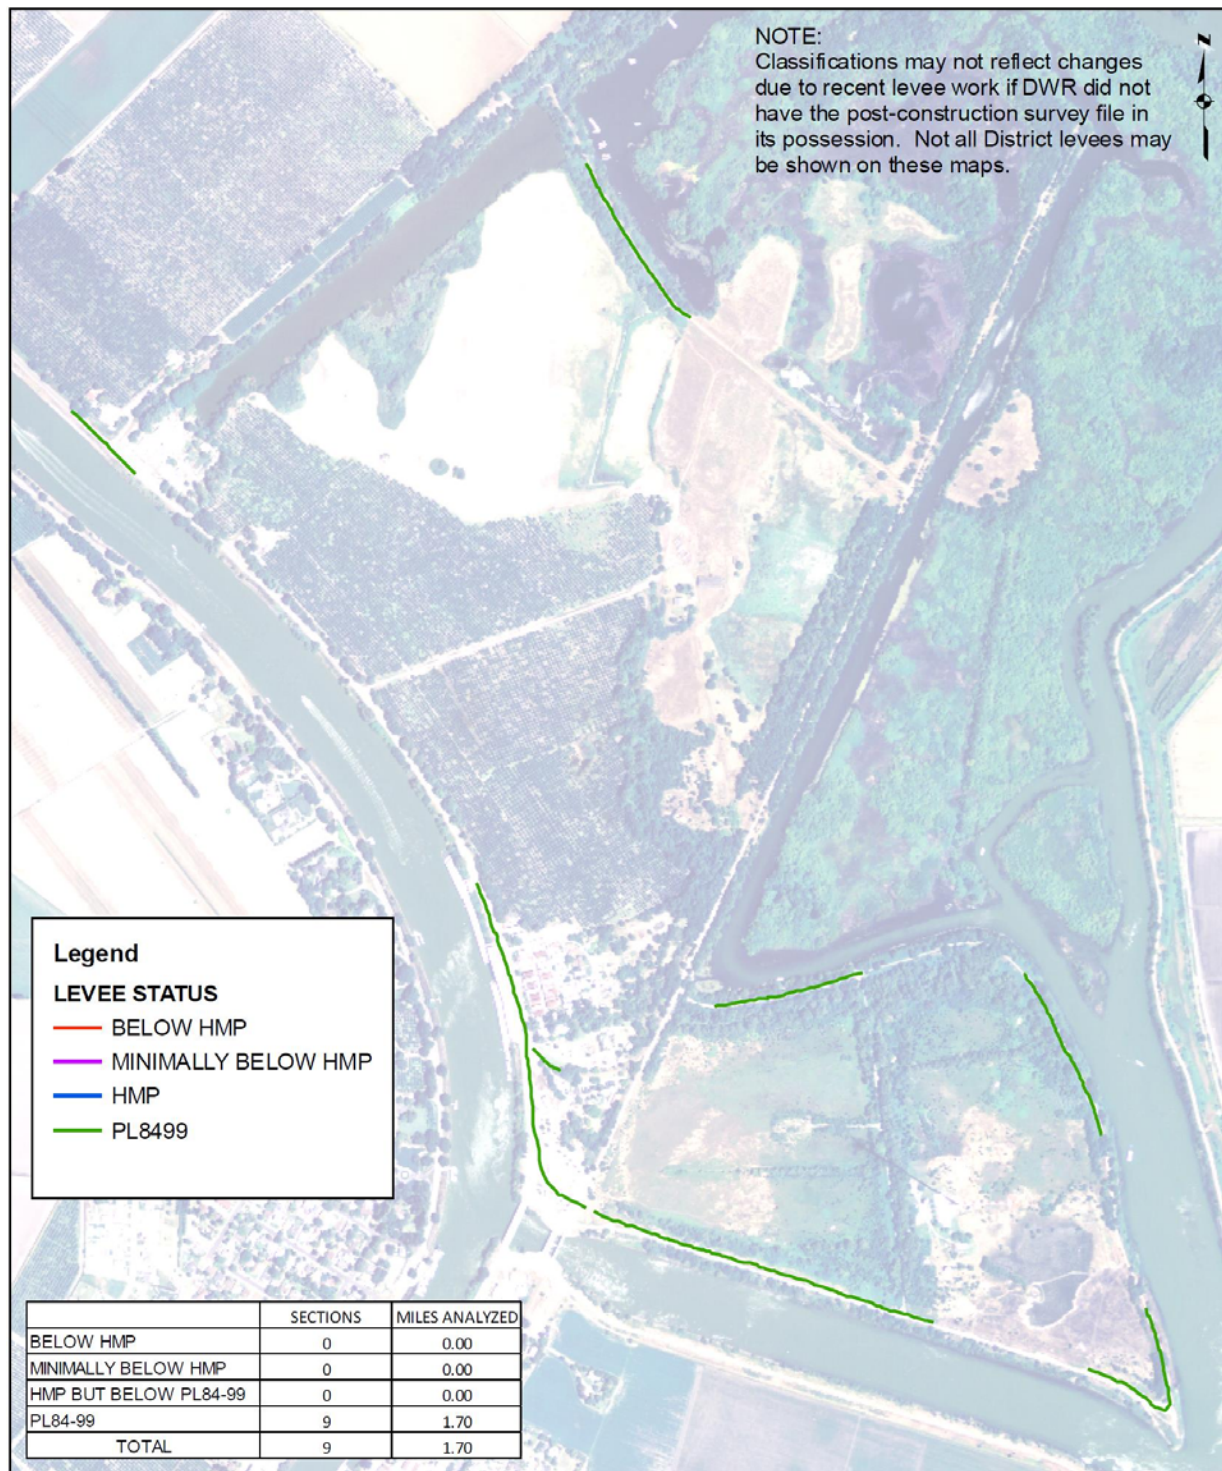 NOTE:
Classifications may not reflect changes
due to recent levee work if DWR did not
have the post-construction survey file in
its possession.  Not all District levees may
be shown on these maps.
N
Legend
LEVEE STATUS
BELOW HMP
MINIMALLY BELOW HMP
HMP
PL8499
SECTIONS MILES ANALYZED
BELOW HMP 0 0.00
MINIMALLY BELOW HMP 0 0.00
HMP BUT BELOW PL84-99 0 0.00
PL84-99 9 1.70
TOTAL 9 1.70